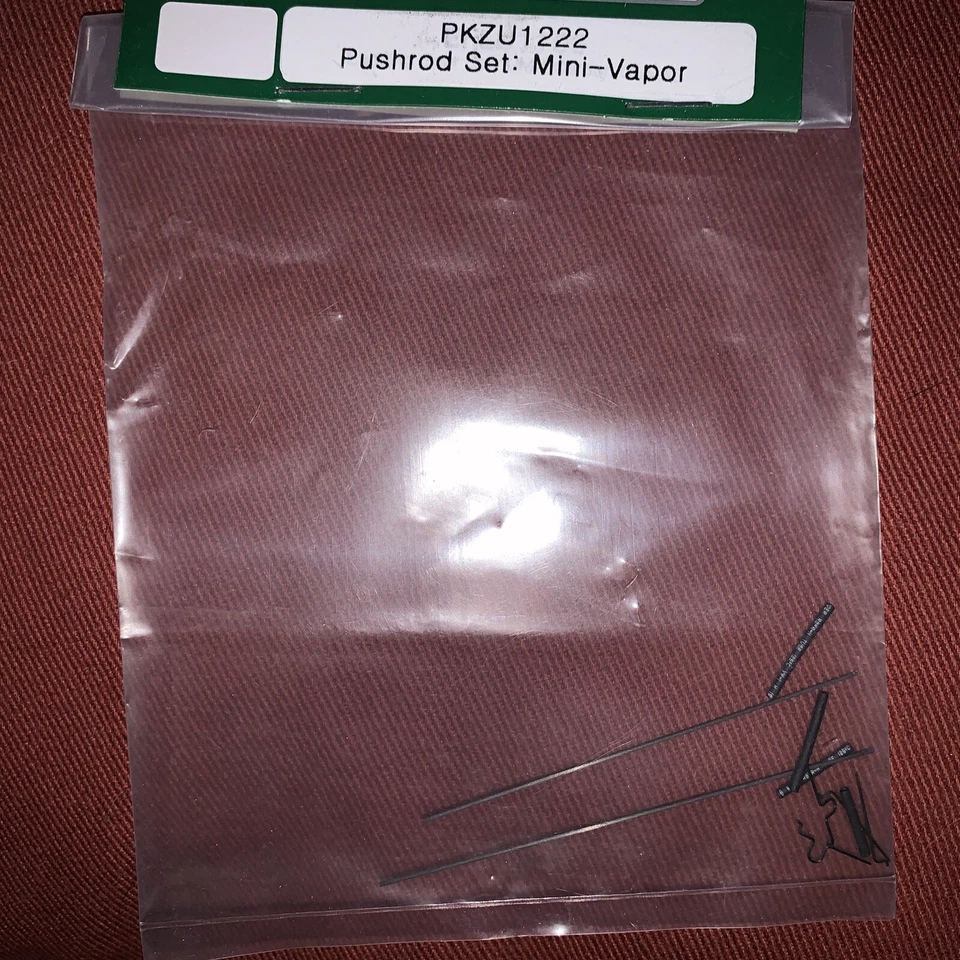 PKZU1222
Pushrod Set: Mini-Vapor